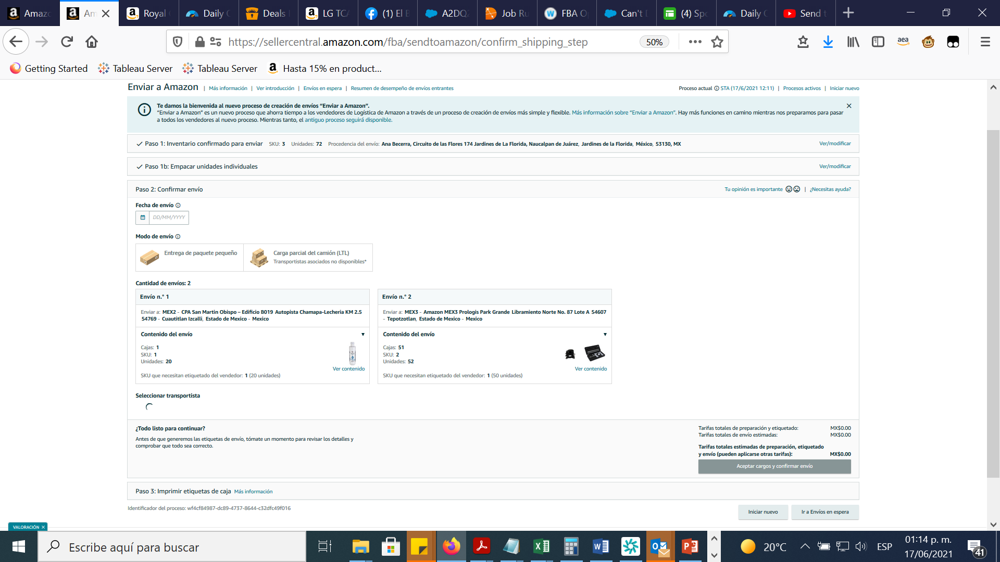 Amazo
Am
Royal
Daily
Deals
LG TCA
(1) El B
A2DQ
Job Ru
FBA O
Can't
(4) Sp
Daily
Send t
https://sellercentral.amazon.com/fba/sendtoamazon/confirm_shipping_step
50%
aea
Getting Started
Tableau Server
Tableau Server
Hasta 15% en product...
Enviar a Amazon | Más información | Ver introducción | Envíos en espera | Resumen de desempeño de envíos entrantes
Proceso actual STA (17/6/2021 12:11) | Procesos activos | Iniciar nuevo
Te damos la bienvenida al nuevo proceso de creación de envíos “Enviar a Amazon”.
“Enviar a Amazon” es un nuevo proceso que ahorra tiempo a los vendedores de Logística de Amazon a través de un proceso de creación de envíos más simple y flexible. Más información sobre “Enviar a Amazon”. Hay más funciones en camino mientras nos preparamos para pasar
a todos los vendedores al nuevo proceso. Mientras tanto, el antiguo proceso seguirá disponible.
Paso 1: Inventario confirmado para enviar SKU: 3 Unidades: 72 Procedencia del envío: Ana Becerra, Circuito de las Flores 174 Jardines de La Florida, Naucalpan de Juárez, Jardines de la Florida, México, 53130, MX
Ver/modificar
Paso 1b: Empacar unidades individuales
Ver/modificar
Paso 2: Confirmar envío
Tu opinión es importante | ¿Necesitas ayuda?
Fecha de envío
DD/MM/YYYY
Modo de envío
Entrega de paquete pequeño
Carga parcial del camión (LTL)
Transportistas asociados no disponibles*
Cantidad de envíos: 2
Envío n.° 1
Enviar a: MEX2 - CPA San Martin Obispo – Edificio B019 Autopista Chamapa-Lecheria KM 2.5
54769 - Cuautitlan Izcalli, Estado de Mexico - Mexico
Contenido del envío
Cajas: 1
SKU: 1
Unidades: 20
Ver contenido
SKU que necesitan etiquetado del vendedor: 1 (20 unidades)
Envío n.° 2
Enviar a: MEX3 - Amazon MEX3 Prologis Park Grande Libramiento Norte No. 87 Lote A 54607
- Tepotzotlan, Estado de Mexico - Mexico
Contenido del envío
Cajas: 51
SKU: 2
Unidades: 52
Ver contenido
SKU que necesitan etiquetado del vendedor: 1 (50 unidades)
Seleccionar transportista
¿Todo listo para continuar?
Antes de que generemos las etiquetas de envío, tómate un momento para revisar los detalles y
comprobar que todo sea correcto.
Tarifas totales de preparación y etiquetado: MX$0.00
Tarifas totales de envío estimadas: MX$0.00
Tarifas totales estimadas de preparación, etiquetado
y envío (pueden aplicarse otras tarifas): MX$0.00
Aceptar cargos y confirmar envío
Paso 3: Imprimir etiquetas de caja Más información
Identificador del proceso: wf4cf84987-dc89-4737-8644-c32dfc49f016
Iniciar nuevo
Ir a Envíos en espera
VALORACIÓN
Escribe aquí para buscar
20°C
ESP
01:14 p. m.
17/06/2021
41